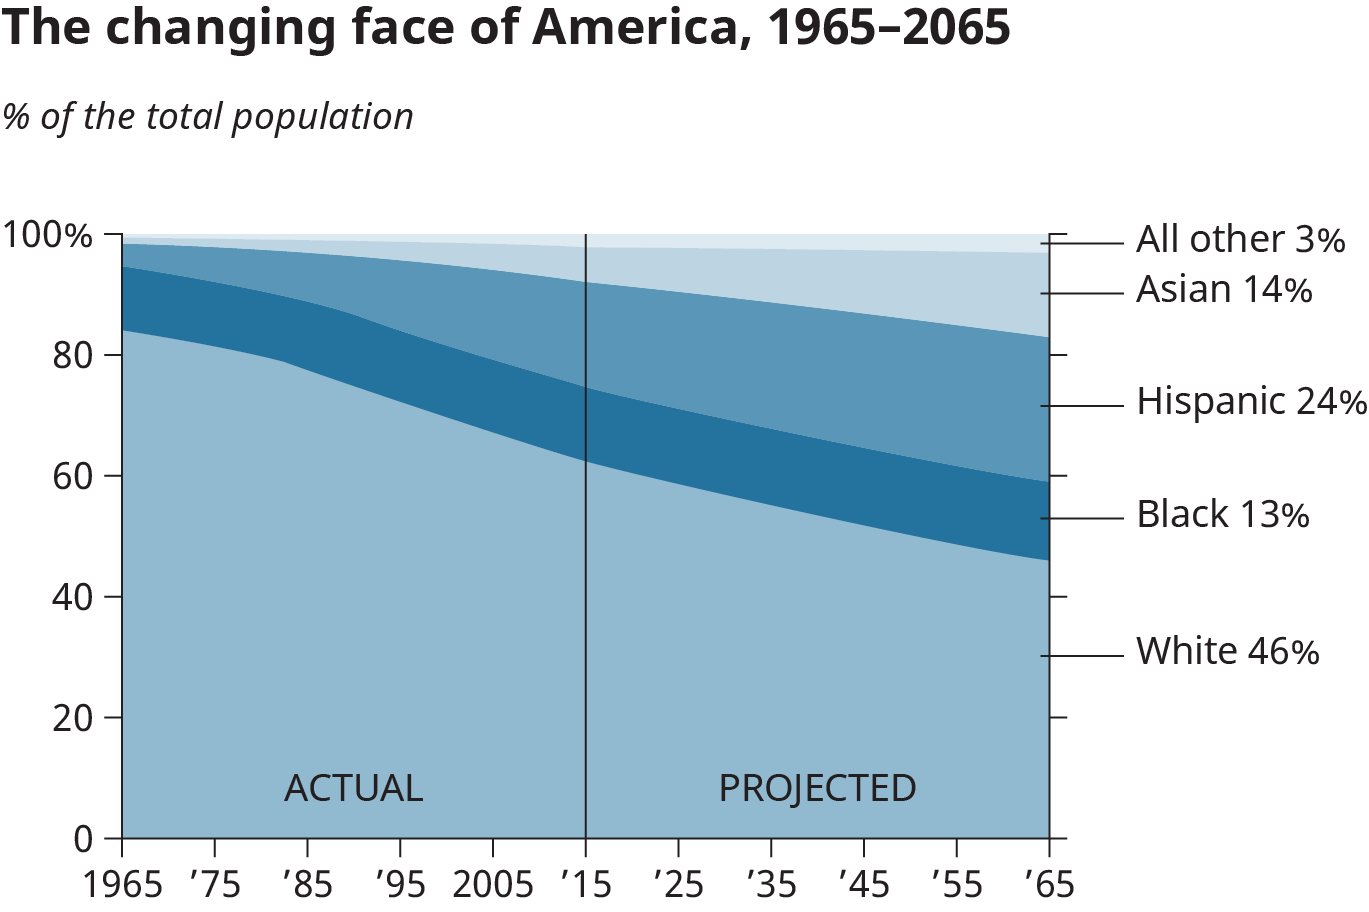 The changing face of America, 1965–2065
% of the total population
100%
80
60
40
20
0
All other 3%
Asian 14%
Hispanic 24%
Black 13%
White 46%
ACTUAL PROJECTED
1965 ’75 ’85 ’95 2005 ’15 ’25 ’35 ’45 ’55 ’65